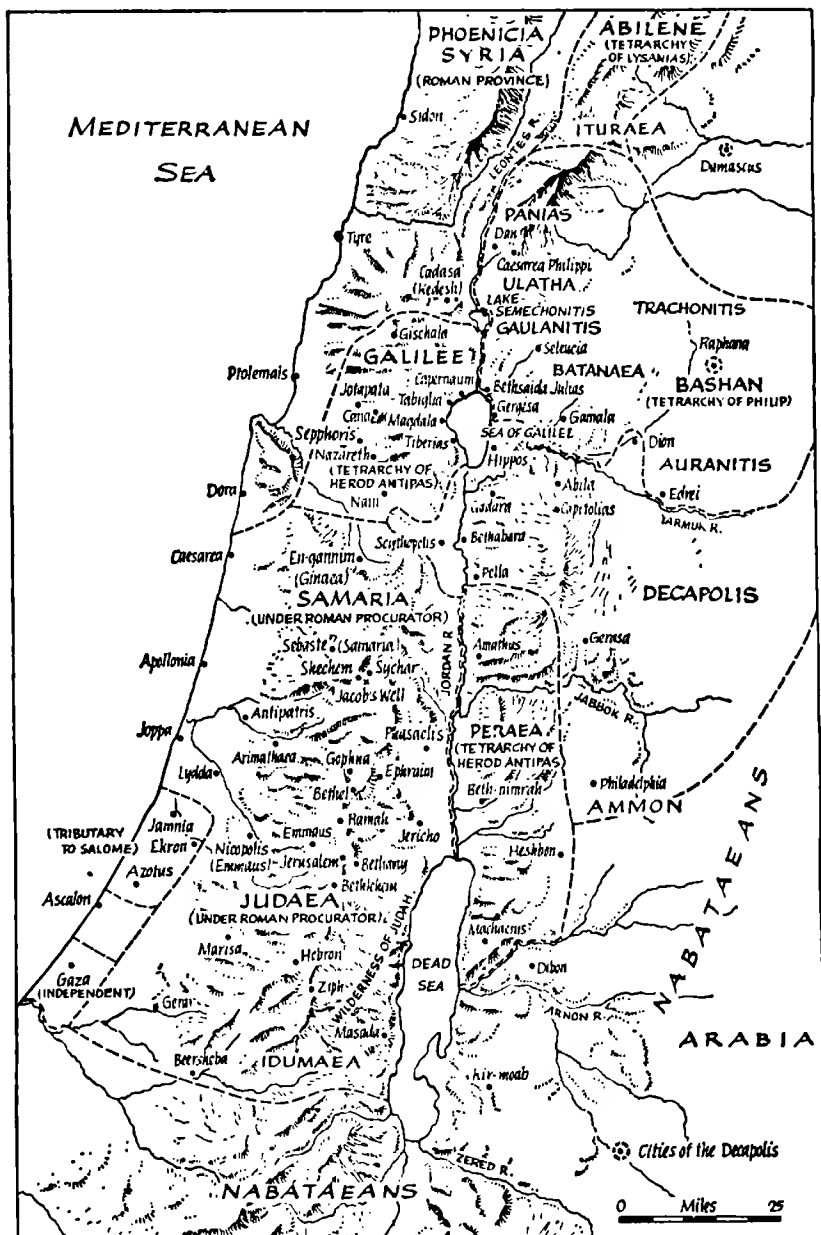 PHOENICIA
SYRIA
(ROMAN PROVINCE)
ABILENE
(TETRARCHY
OF LYSANIAS)
MEDITERRANEAN
SEA
Sidon
LEONTES R.
ITURAEA
Damascus
PANIAS
Tyre
Dan
Caesarea Philippi
Cadasa
(Kedesh)
ULATHA
LAKE
SEMECHONITIS
TRACHONITIS
Gischala
GAULANITIS
Seleucia
Raphana
GALILEE
BATANAEA
Ptolemais
Capernaum
Bethsaida Julias
BASHAN
(TETRARCHY OF PHILIP)
Jotapata
Tabigha
Gergesa
Cana
Magdala
Gamala
Sepphoris
Tiberias
SEA OF GALILEE
Dion
Nazareth
Hippos
AURANITIS
(TETRARCHY OF
HEROD ANTIPAS)
Dora
Nain
Gadara
Abila
Capitolias
Edrei
YARMUK R.
Caesarea
Scythopolis
Bethabara
En-gannim
(Ginaea)
Pella
SAMARIA
(UNDER ROMAN PROCURATOR)
DECAPOLIS
Sebaste (Samaria)
Amathus
Gerasa
Apollonia
Shechem
Sychar
JORDAN R.
Jacob's Well
JABBOK R.
Antipatris
Joppa
Phasaelis
PERAEA
(TETRARCHY OF
HEROD ANTIPAS
Arimathaea
Gophna
Ephraim
Lydda
Philadelphia
Bethel
Beth-nimrah
AMMON
Jamnia
Ramah
(TRIBUTARY
TO SALOME)
Ekron
Emmaus
Jericho
Nicopolis
(Emmaus)
Jerusalem
Bethany
Heshbon
Azotus
Bethlehem
Ascalon
JUDAEA
(UNDER ROMAN PROCURATOR)
NABATAEANS
Marisa
WILDERNESS OF JUDAH
Machaerus
Hebron
DEAD
SEA
Dibon
Gaza
(INDEPENDENT)
Ziph
Gerar
ARNON R.
Masada
ARABIA
Beersheba
IDUMAEA
Kir-moab
Cities of the Decapolis
ZERED R.
NABATAEANS
0 Miles 25